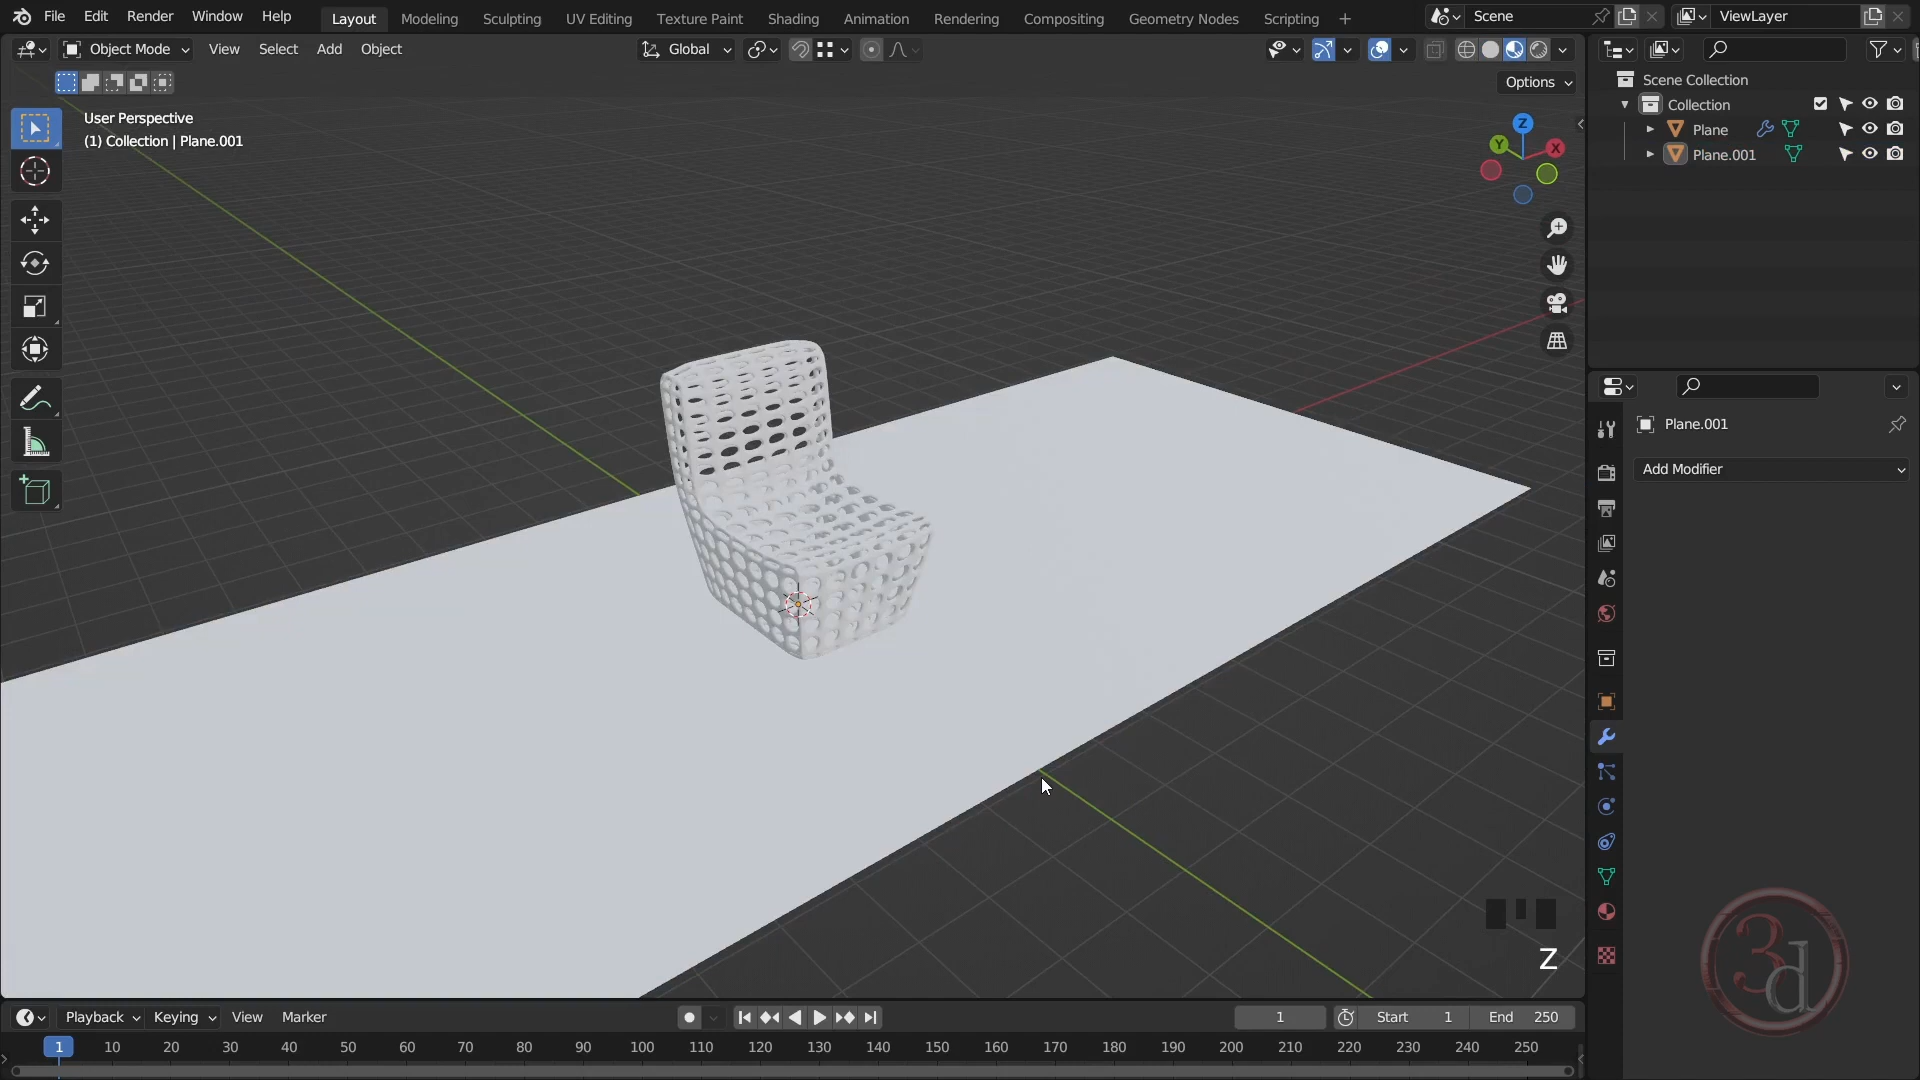 File Edit Render Window Help Layout Modeling Sculpting UV Editing Texture Paint Shading Animation Rendering Compositing Geometry Nodes Scripting Scene ViewLayer
Object Mode View Select Add Object Global
Options
User Perspective
(1) Collection | Plane.001
Z
Y
X
Scene Collection
Collection
Plane
Plane.001
Plane.001
Add Modifier
Z
3d
Playback Keying View Marker 1 Start 1 End 250
1 10 20 30 40 50 60 70 80 90 100 110 120 130 140 150 160 170 180 190 200 210 220 230 240 250